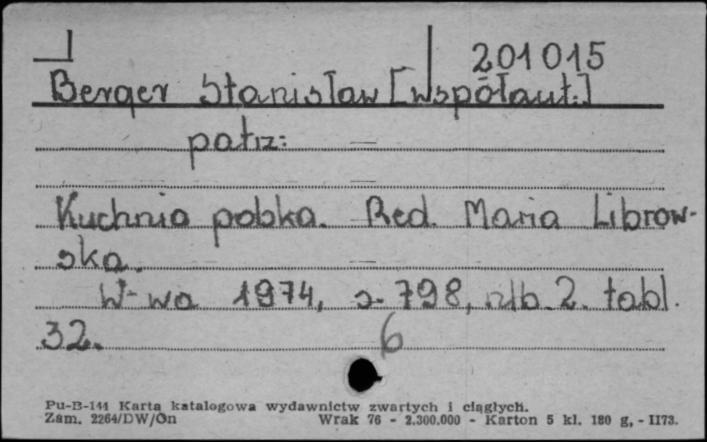 201015
Berger Stanisław [współaut.]
patrz:
Kuchnia polska. Red. Maria Librow-
ska.
W-wa 1974, s. 798, nlb. 2. tabl.
32.
6
Pu-B-144 Karta katalogowa wydawnictw zwartych i ciągłych.
Zam. 2264/DW/On Wrak 76 - 2.300.000 - Karton 5 kl. 180 g, - II73.